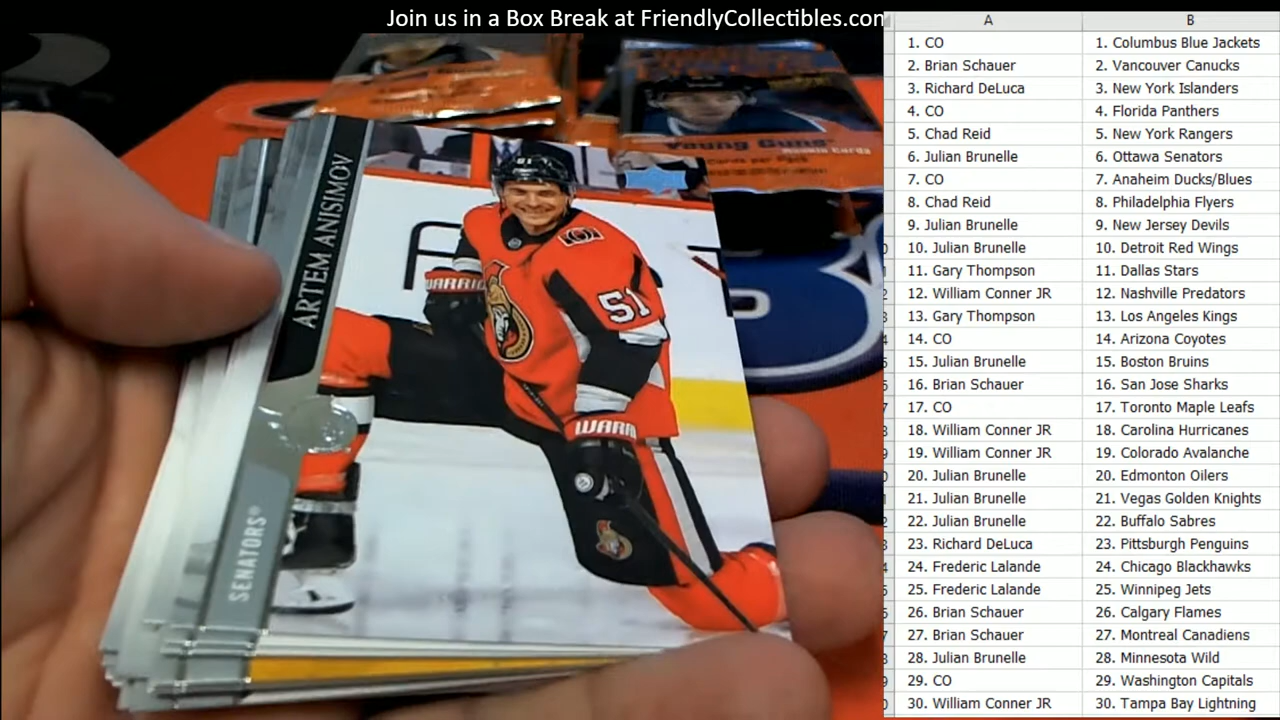 Join us in a Box Break at FriendlyCollectibles.com
A B
1. CO 1. Columbus Blue Jackets
2. Brian Schauer 2. Vancouver Canucks
3. Richard DeLuca 3. New York Islanders
4. CO 4. Florida Panthers
5. Chad Reid 5. New York Rangers
6. Julian Brunelle 6. Ottawa Senators
7. CO 7. Anaheim Ducks/Blues
8. Chad Reid 8. Philadelphia Flyers
9. Julian Brunelle 9. New Jersey Devils
10. Julian Brunelle 10. Detroit Red Wings
11. Gary Thompson 11. Dallas Stars
12. William Conner JR 12. Nashville Predators
13. Gary Thompson 13. Los Angeles Kings
14. CO 14. Arizona Coyotes
15. Julian Brunelle 15. Boston Bruins
16. Brian Schauer 16. San Jose Sharks
17. CO 17. Toronto Maple Leafs
18. William Conner JR 18. Carolina Hurricanes
19. William Conner JR 19. Colorado Avalanche
20. Julian Brunelle 20. Edmonton Oilers
21. Julian Brunelle 21. Vegas Golden Knights
22. Julian Brunelle 22. Buffalo Sabres
23. Richard DeLuca 23. Pittsburgh Penguins
24. Frederic Lalande 24. Chicago Blackhawks
25. Frederic Lalande 25. Winnipeg Jets
26. Brian Schauer 26. Calgary Flames
27. Brian Schauer 27. Montreal Canadiens
28. Julian Brunelle 28. Minnesota Wild
29. CO 29. Washington Capitals
30. William Conner JR 30. Tampa Bay Lightning
ARTEM ANISIMOV
SENATORS®
51
51
WARRIO
WARR
Young Guns
Rookie Cards
Cards per Pack